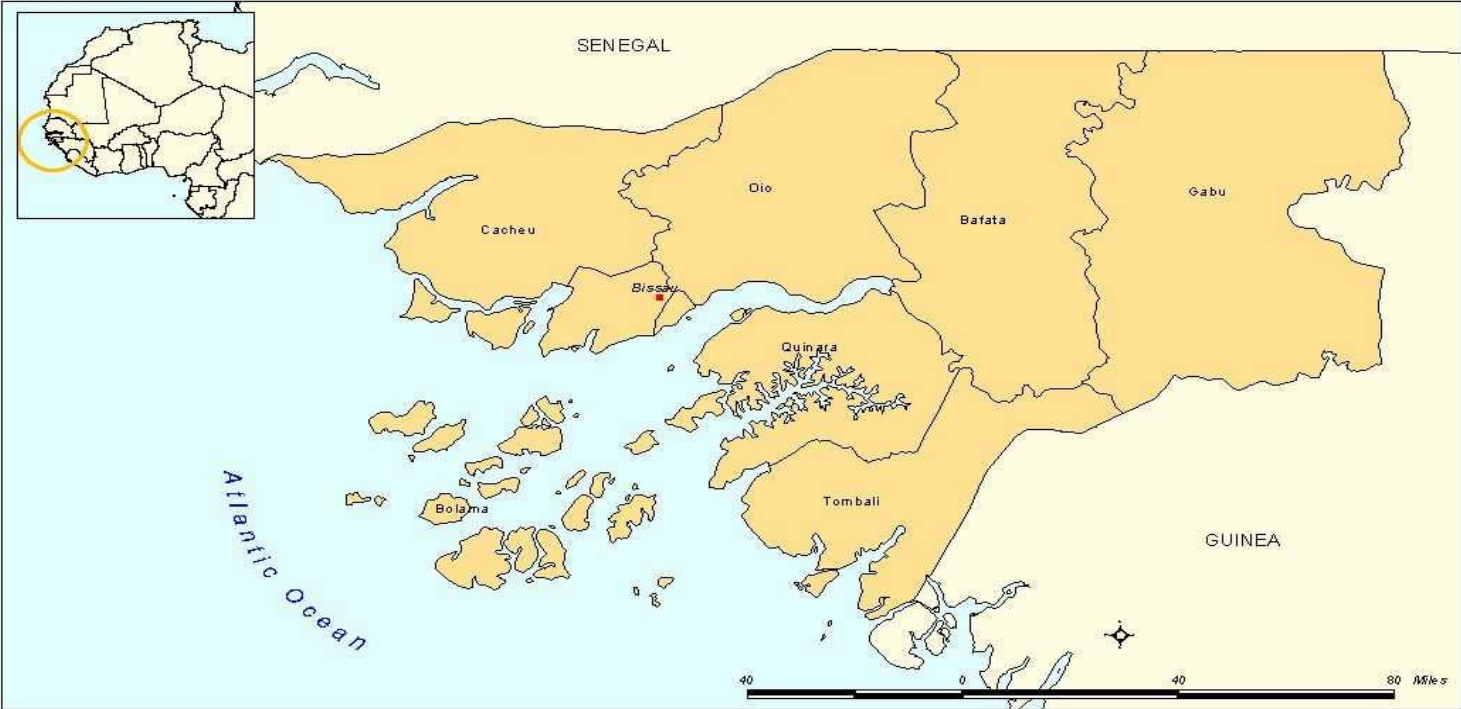 SENEGAL
Oio
Gabu
Bafata
Cacheu
Bissau
Quinara
Bolama
Tombali
Atlantic Ocean
GUINEA
40 0 40 80 Miles